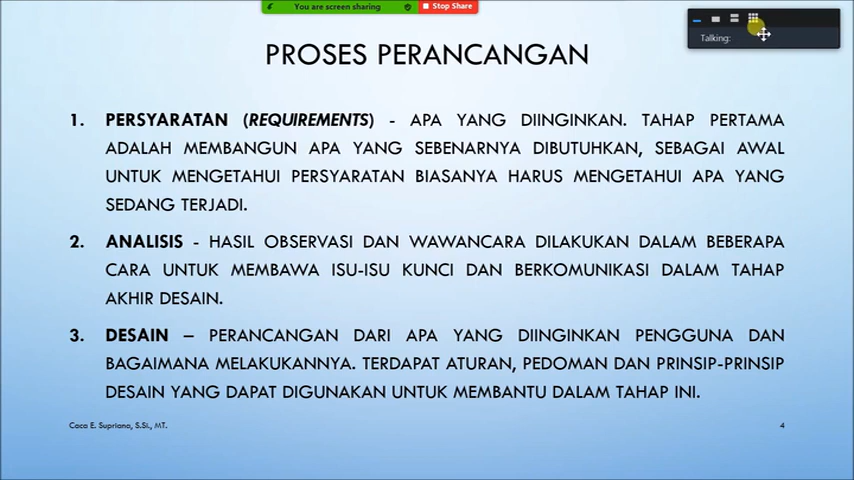 You are screen sharing
Stop Share
Talking:
PROSES PERANCANGAN
1. PERSYARATAN (REQUIREMENTS) - APA YANG DIINGINKAN. TAHAP PERTAMA
ADALAH MEMBANGUN APA YANG SEBENARNYA DIBUTUHKAN, SEBAGAI AWAL
UNTUK MENGETAHUI PERSYARATAN BIASANYA HARUS MENGETAHUI APA YANG
SEDANG TERJADI.
2. ANALISIS - HASIL OBSERVASI DAN WAWANCARA DILAKUKAN DALAM BEBERAPA
CARA UNTUK MEMBAWA ISU-ISU KUNCI DAN BERKOMUNIKASI DALAM TAHAP
AKHIR DESAIN.
3. DESAIN – PERANCANGAN DARI APA YANG DIINGINKAN PENGGUNA DAN
BAGAIMANA MELAKUKANNYA. TERDAPAT ATURAN, PEDOMAN DAN PRINSIP-PRINSIP
DESAIN YANG DAPAT DIGUNAKAN UNTUK MEMBANTU DALAM TAHAP INI.
Caca E. Supriana, S.Si., MT.
4